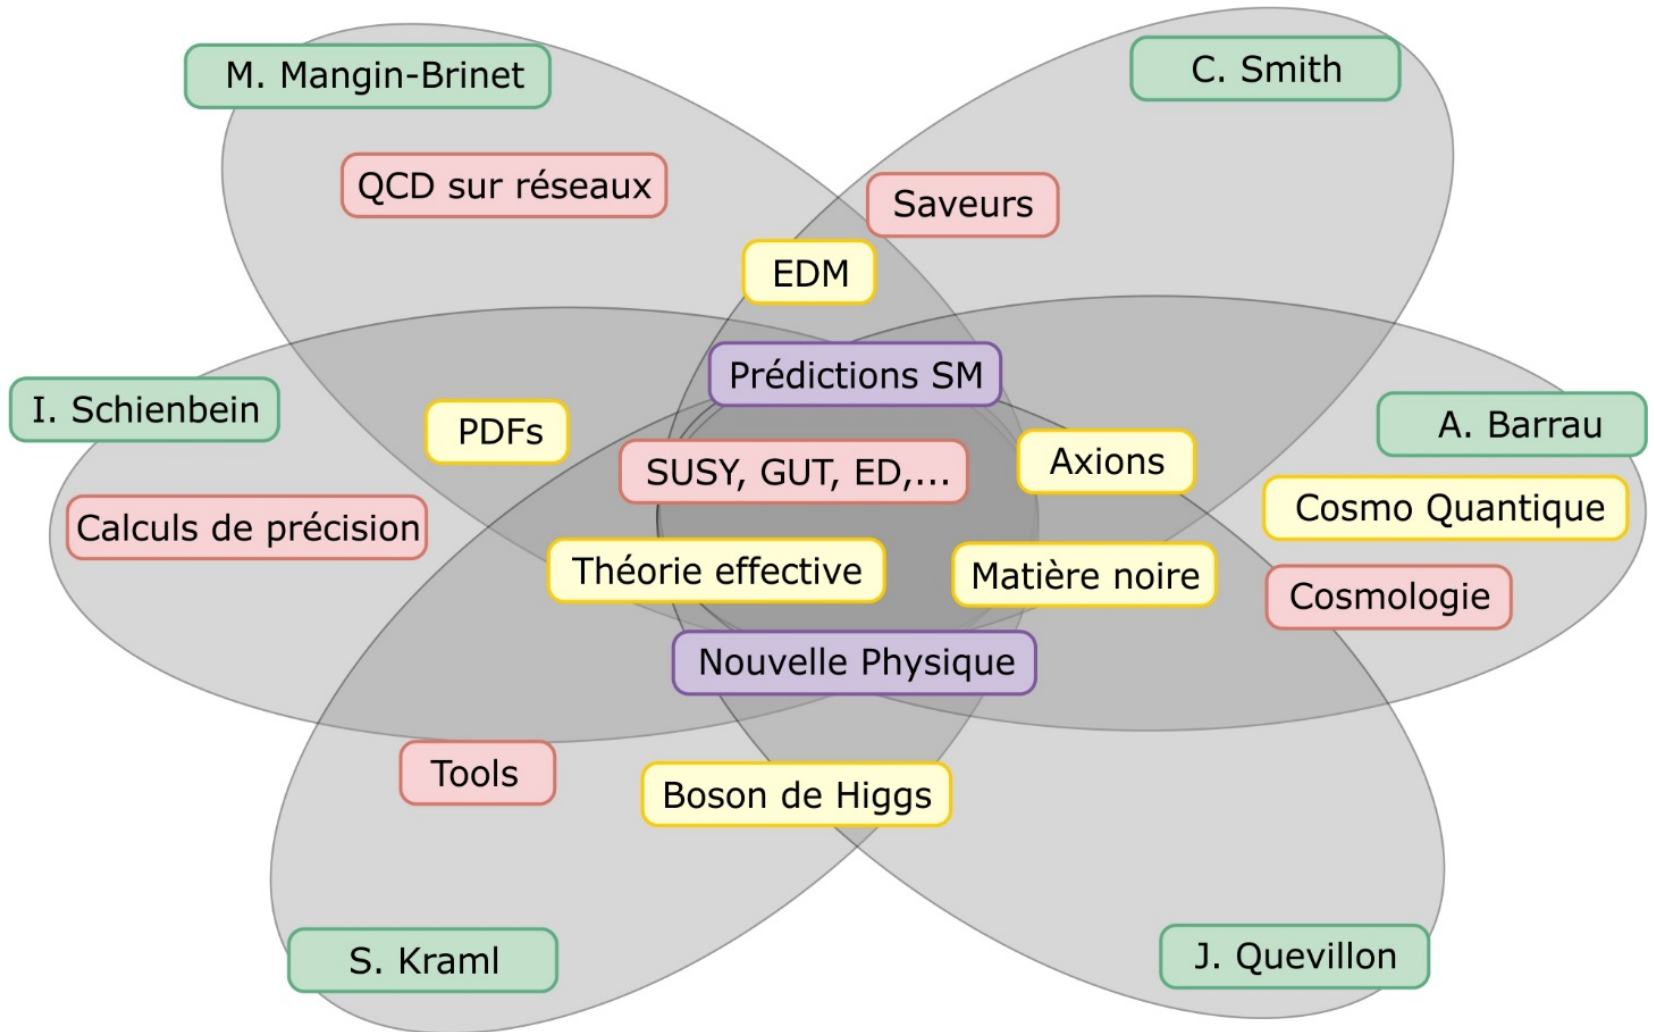 M. Mangin-Brinet
C. Smith
QCD sur réseaux
Saveurs
EDM
Prédictions SM
I. Schienbein
PDFs
A. Barrau
Axions
SUSY, GUT, ED,...
Cosmo Quantique
Calculs de précision
Théorie effective
Matière noire
Cosmologie
Nouvelle Physique
Tools
Boson de Higgs
S. Kraml
J. Quevillon